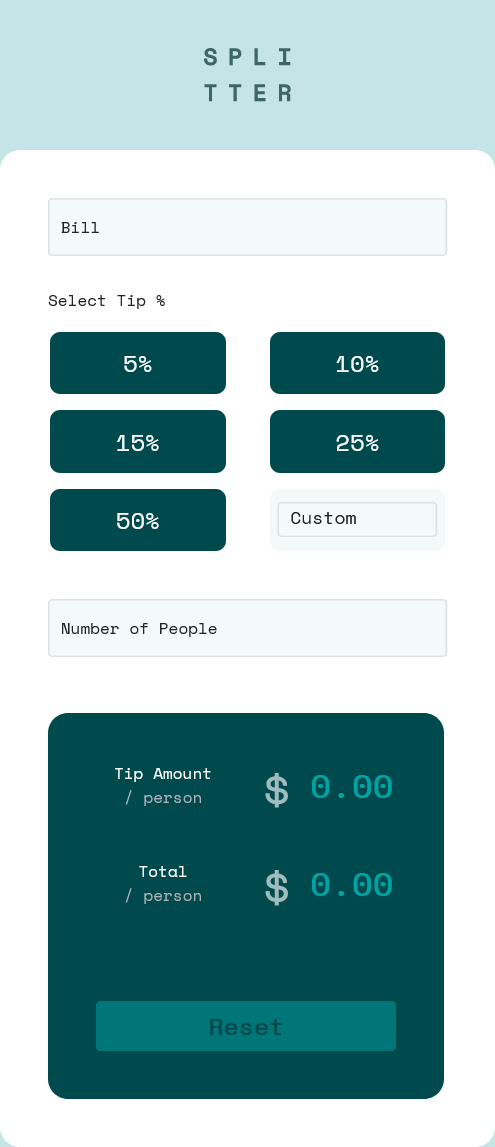 SPLI
TTER
Bill
Select Tip %
5%
10%
15%
25%
50%
Custom
Number of People
Tip Amount
/ person
$ 0.00
Total
/ person
$ 0.00
Reset